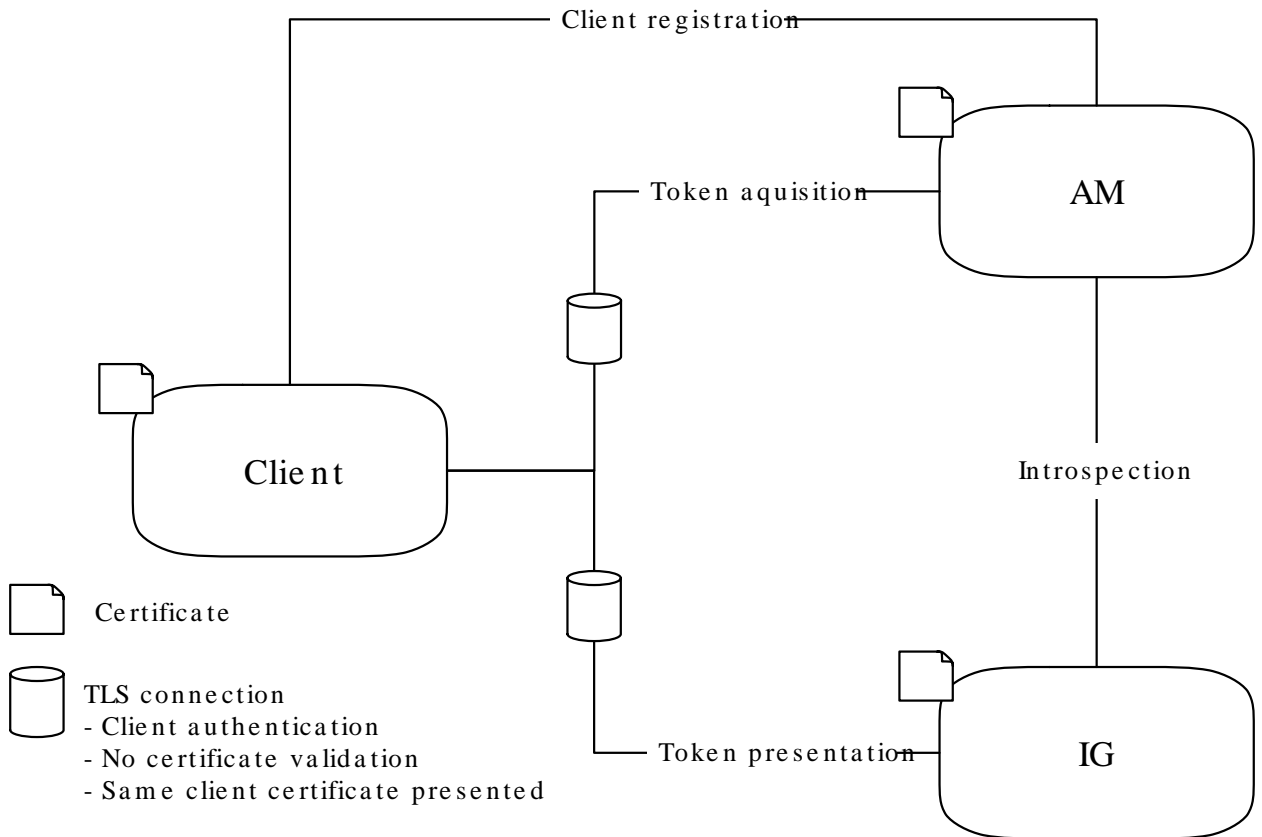 Client registration
AM
Token aquisition
Client
Introspection
Certificate
TLS connection
- Client authentication
- No certificate validation
- Same client certificate presented
Token presentation
IG